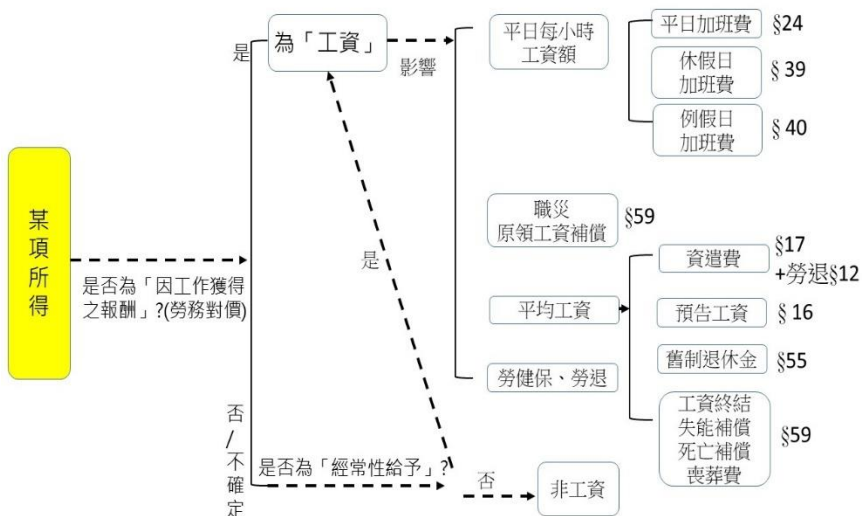 某項所得
是否為「因工作獲得
之報酬」?(勞務對價)
是
為「工資」
影響
平日每小時
工資額
平日加班費
§24
休假日
加班費
§ 39
例假日
加班費
§ 40
職災
原領工資補償
§59
平均工資
資遣費
§17
+勞退§12
預告工資
§ 16
舊制退休金
§55
工資終結
失能補償
死亡補償
喪葬費
§59
勞健保、勞退
否/不確定
是否為「經常性給予」?
是
否
非工資